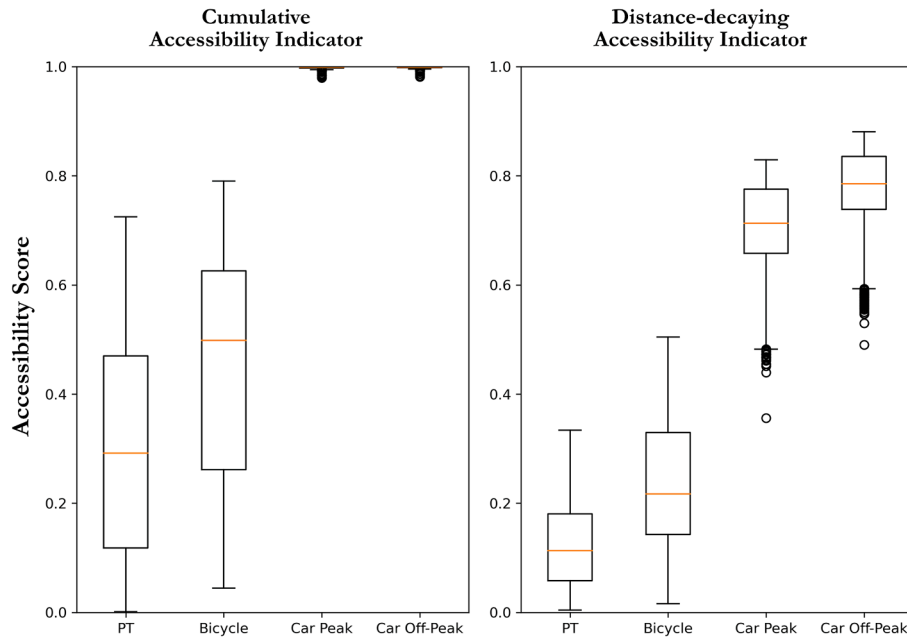 Cumulative
Accessibility Indicator
Distance-decaying
Accessibility Indicator
Accessibility Score
1.0
0.8
0.6
0.4
0.2
0.0
PT Bicycle Car Peak Car Off-Peak
1.0
0.8
0.6
0.4
0.2
0.0
PT Bicycle Car Peak Car Off-Peak